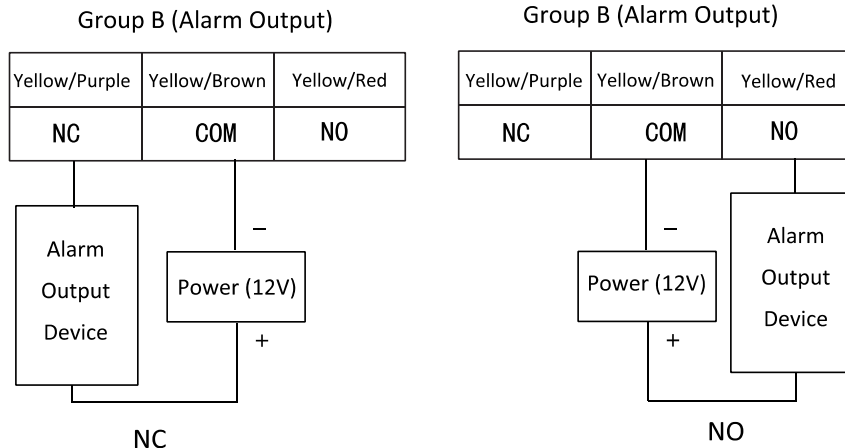 Group B (Alarm Output)
Yellow/Purple Yellow/Brown Yellow/Red
NC COM NO
Alarm
Output
Device
−
Power (12V)
+
NC
Group B (Alarm Output)
Yellow/Purple Yellow/Brown Yellow/Red
NC COM NO
−
Power (12V)
+
Alarm
Output
Device
NO